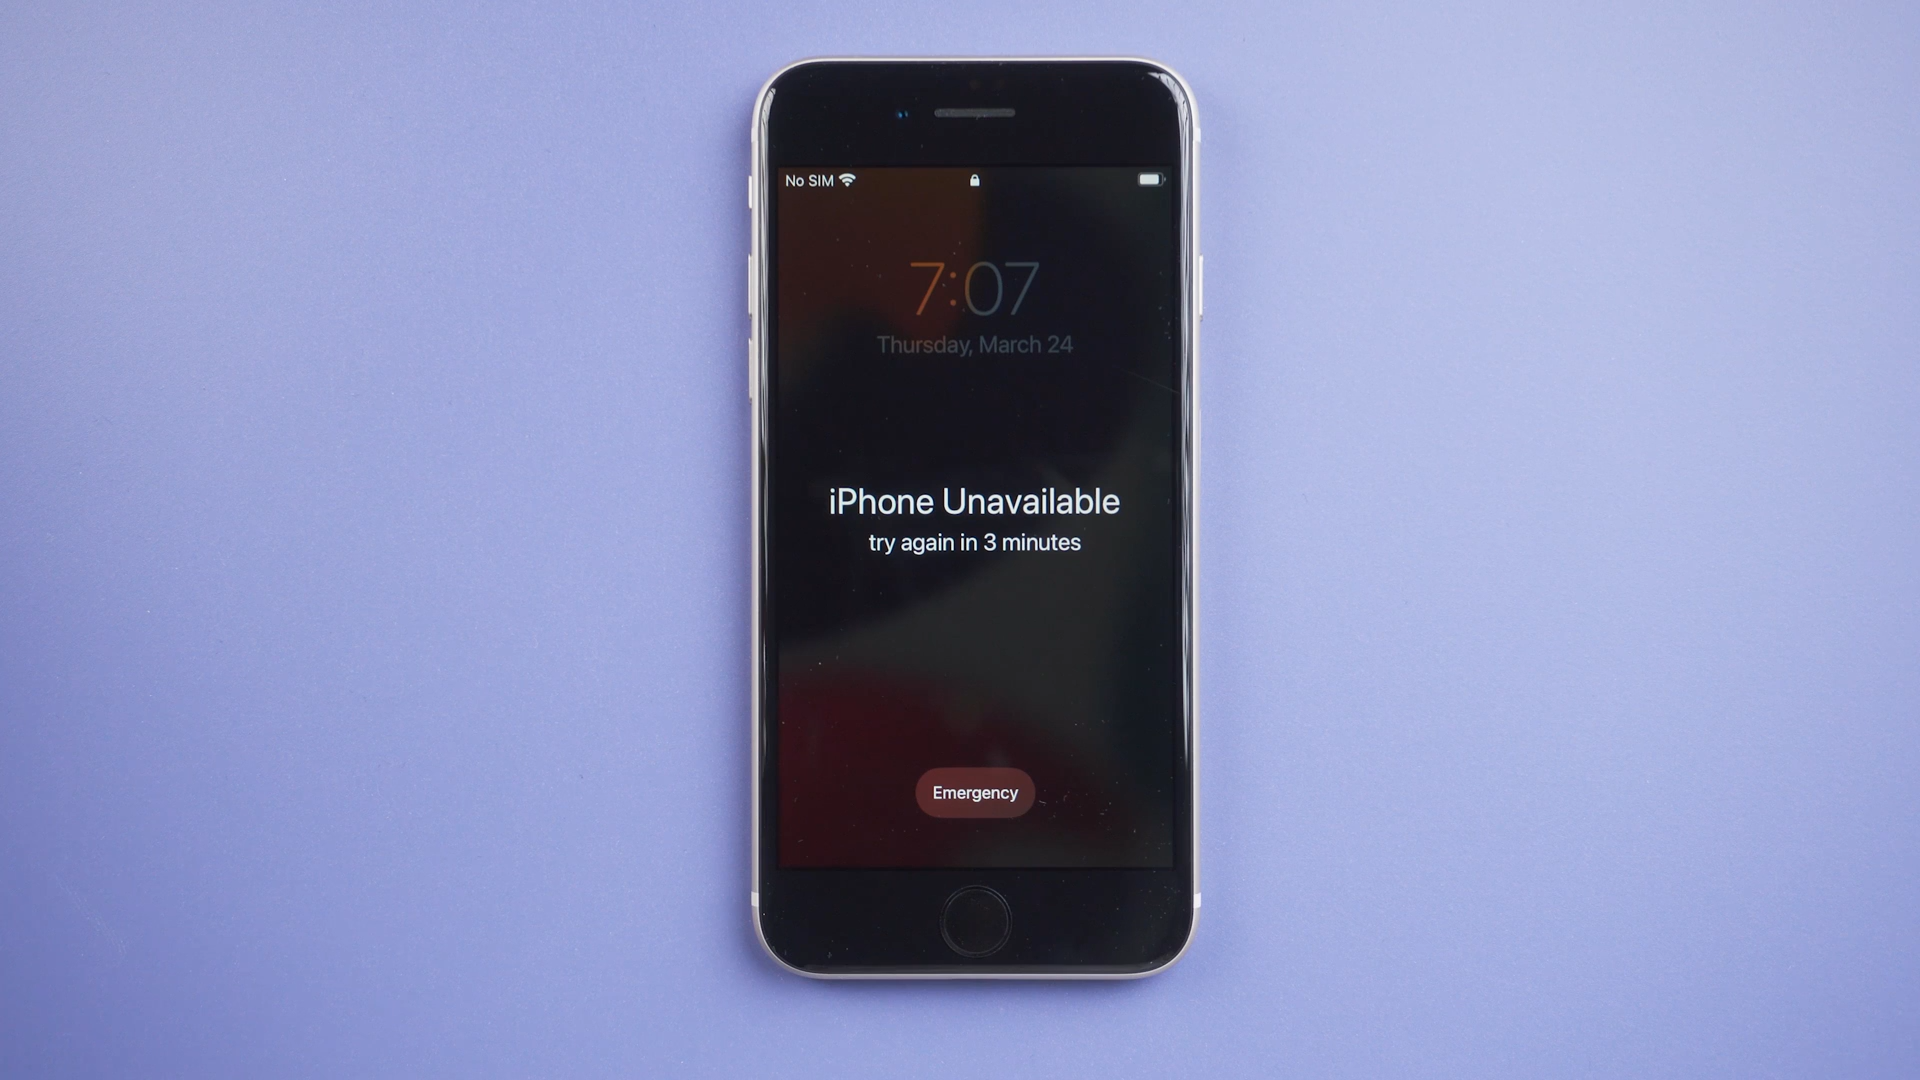 No SIM
7:07
Thursday, March 24
iPhone Unavailable
try again in 3 minutes
Emergency